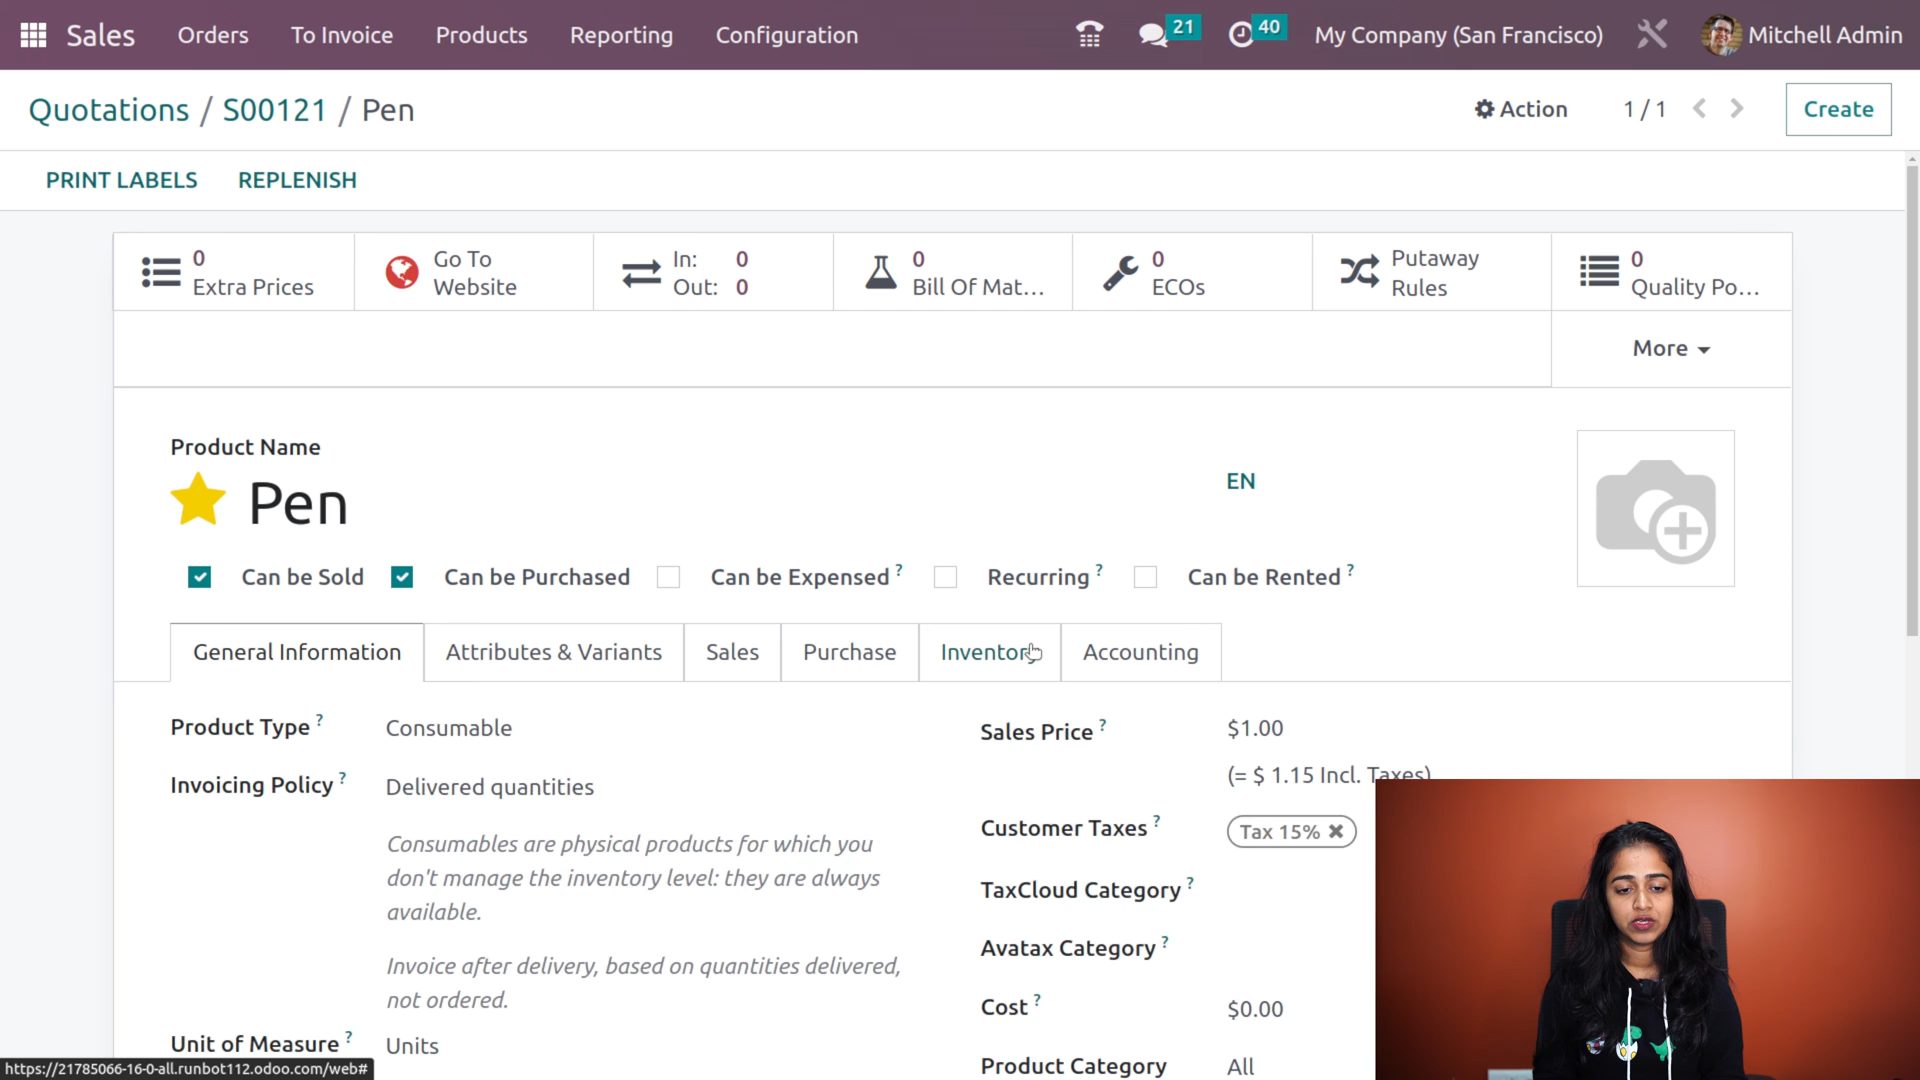 Sales Orders To Invoice Products Reporting Configuration 21 40 My Company (San Francisco) Mitchell Admin
Quotations / S00121 / Pen Action 1 / 1 Create
PRINT LABELS REPLENISH
0
Extra Prices
Go To
Website
In: 0
Out: 0
0
Bill Of Mat...
0
ECOs
Putaway
Rules
0
Quality Po...
More
Product Name
Pen
EN
Can be Sold Can be Purchased Can be Expensed ? Recurring ? Can be Rented ?
General Information Attributes & Variants Sales Purchase Inventory Accounting
Product Type ? Consumable
Invoicing Policy ? Delivered quantities
Consumables are physical products for which you
don't manage the inventory level: they are always
available.
Invoice after delivery, based on quantities delivered,
not ordered.
Unit of Measure ? Units
Sales Price ? $1.00
(= $ 1.15 Incl. Taxes)
Customer Taxes ? Tax 15%
TaxCloud Category ?
Avatax Category ?
Cost ? $0.00
Product Category All
https://21785066-16-0-all.runbot112.odoo.com/web#